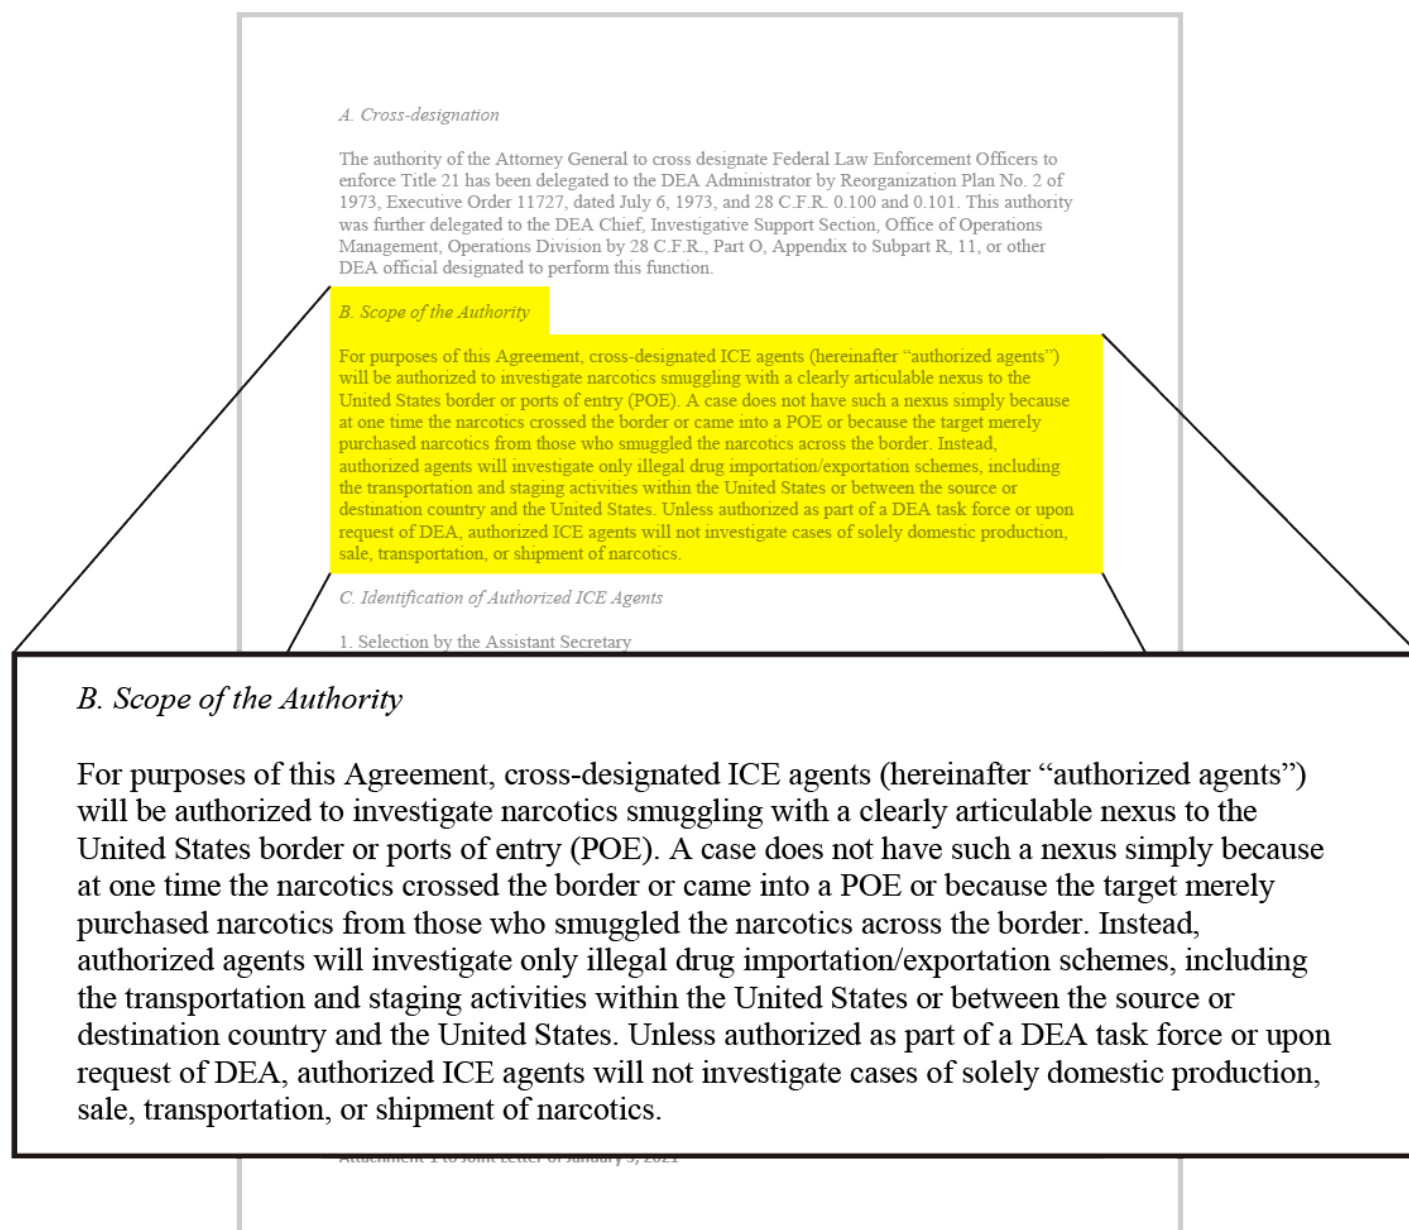 A. Cross-designation
The authority of the Attorney General to cross designate Federal Law Enforcement Officers to
enforce Title 21 has been delegated to the DEA Administrator by Reorganization Plan No. 2 of
1973, Executive Order 11727, dated July 6, 1973, and 28 C.F.R. 0.100 and 0.101. This authority
was further delegated to the DEA Chief, Investigative Support Section, Office of Operations
Management, Operations Division by 28 C.F.R., Part O, Appendix to Subpart R, 11, or other
DEA official designated to perform this function.
B. Scope of the Authority
For purposes of this Agreement, cross-designated ICE agents (hereinafter “authorized agents”)
will be authorized to investigate narcotics smuggling with a clearly articulable nexus to the
United States border or ports of entry (POE). A case does not have such a nexus simply because
at one time the narcotics crossed the border or came into a POE or because the target merely
purchased narcotics from those who smuggled the narcotics across the border. Instead,
authorized agents will investigate only illegal drug importation/exportation schemes, including
the transportation and staging activities within the United States or between the source or
destination country and the United States. Unless authorized as part of a DEA task force or upon
request of DEA, authorized ICE agents will not investigate cases of solely domestic production,
sale, transportation, or shipment of narcotics.
C. Identification of Authorized ICE Agents
1. Selection by the Assistant Secretary
B. Scope of the Authority
For purposes of this Agreement, cross-designated ICE agents (hereinafter “authorized agents”)
will be authorized to investigate narcotics smuggling with a clearly articulable nexus to the
United States border or ports of entry (POE). A case does not have such a nexus simply because
at one time the narcotics crossed the border or came into a POE or because the target merely
purchased narcotics from those who smuggled the narcotics across the border. Instead,
authorized agents will investigate only illegal drug importation/exportation schemes, including
the transportation and staging activities within the United States or between the source or
destination country and the United States. Unless authorized as part of a DEA task force or upon
request of DEA, authorized ICE agents will not investigate cases of solely domestic production,
sale, transportation, or shipment of narcotics.